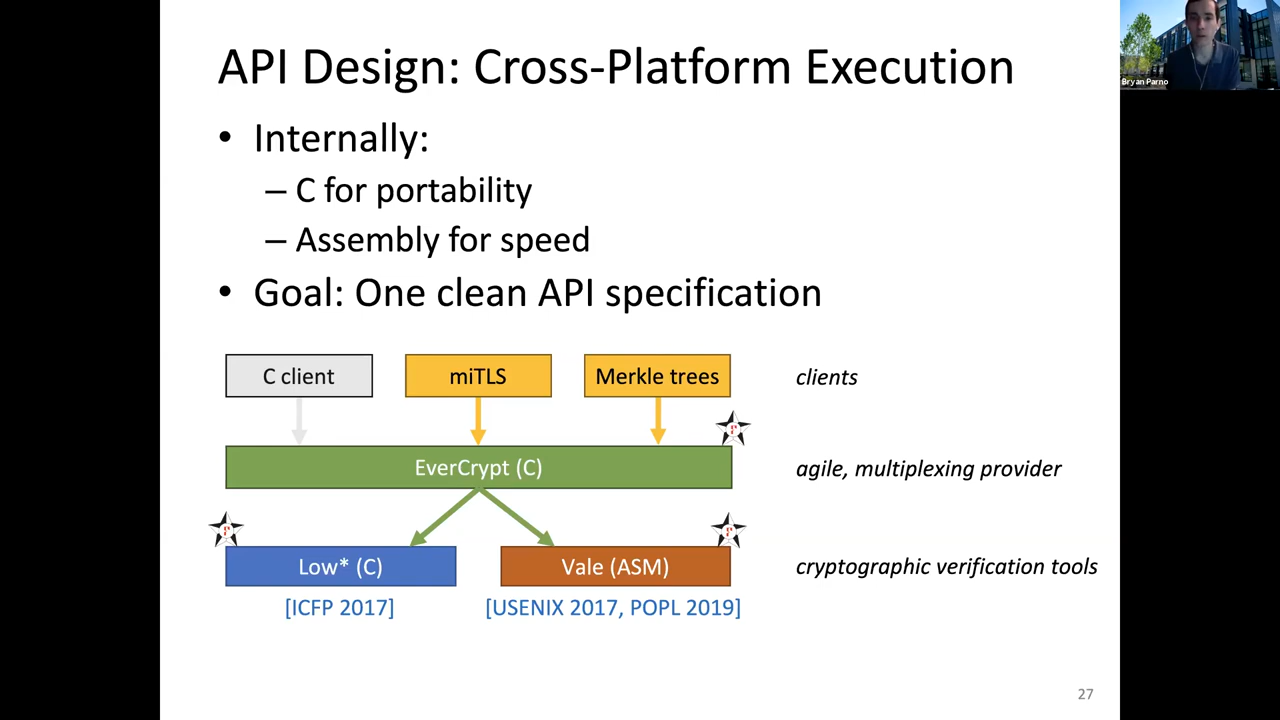 API Design: Cross-Platform Execution
Bryan Parno
• Internally:
– C for portability
– Assembly for speed
• Goal: One clean API specification
C client
miTLS
Merkle trees
clients
EverCrypt (C)
agile, multiplexing provider
Low* (C)
Vale (ASM)
cryptographic verification tools
[ICFP 2017]
[USENIX 2017, POPL 2019]
27